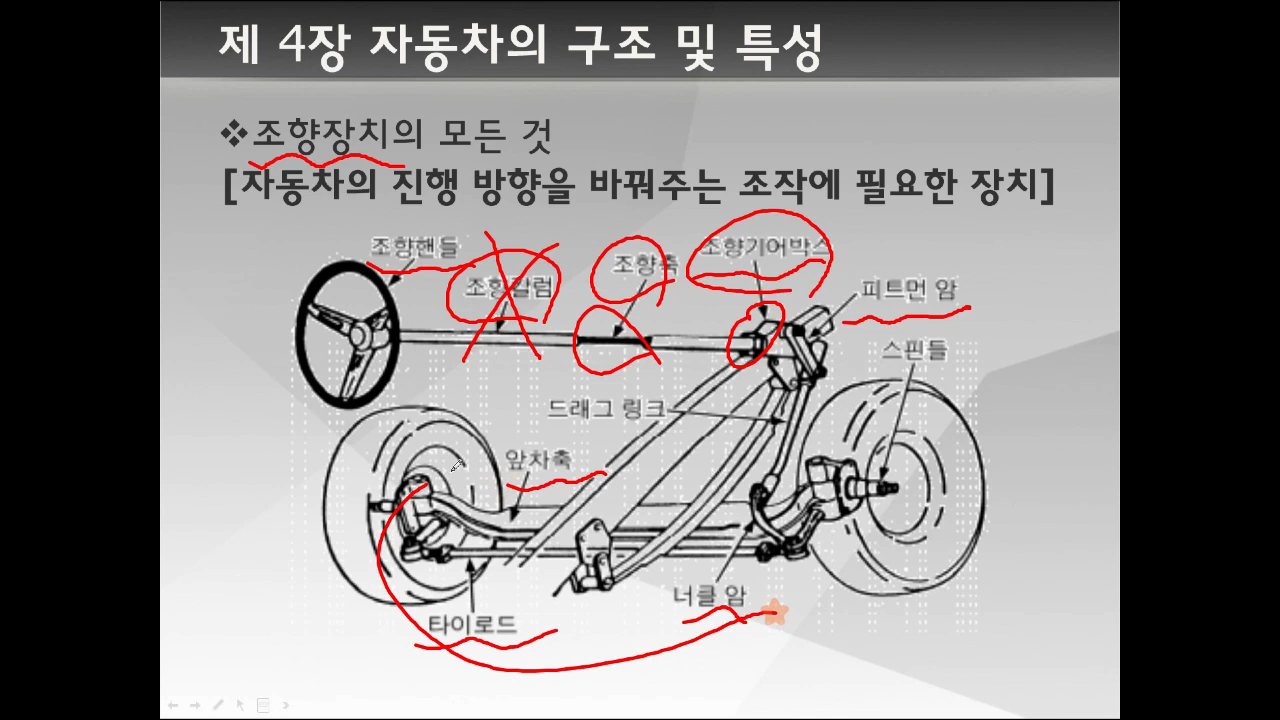 제 4장 자동차의 구조 및 특성
❖조향장치의 모든 것
[자동차의 진행 방향을 바꿔주는 조작에 필요한 장치]
조향핸들
조향칼럼
조향축
조향기어박스
피트먼 암
스핀들
드래그 링크
앞차축
너클 암
타이로드